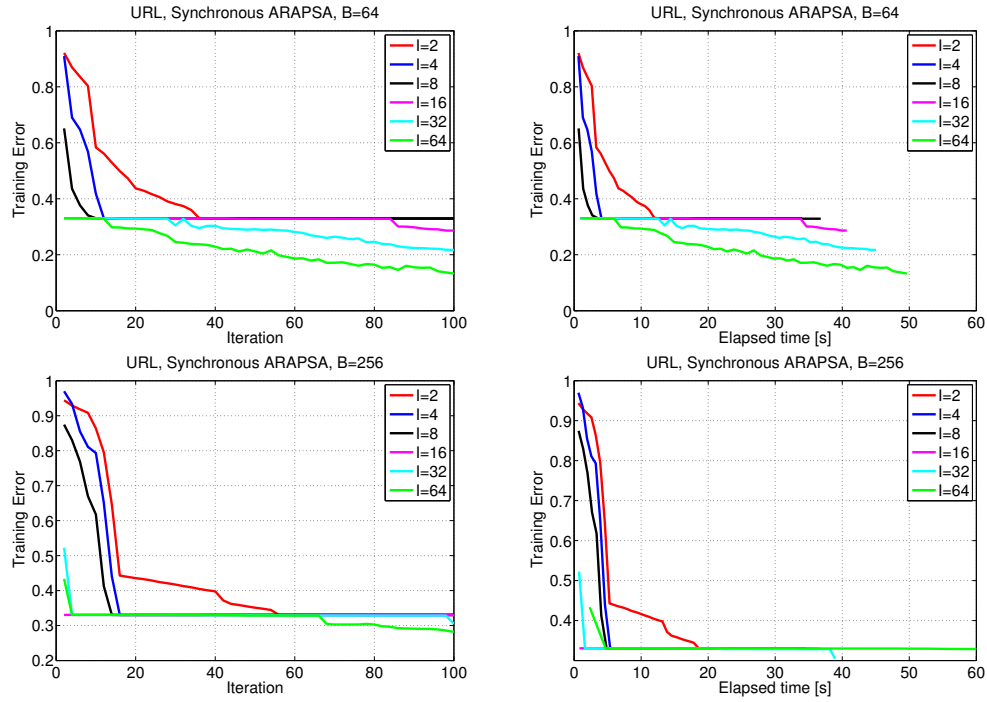 URL, Synchronous ARAPSA, B=64
1
0.8
0.6
0.4
0.2
0
Training Error
0
20
40
60
80
100
Iteration
I=2
I=4
I=8
I=16
I=32
I=64
URL, Synchronous ARAPSA, B=64
1
0.8
0.6
0.4
0.2
0
Training Error
0
10
20
30
40
50
60
Elapsed time [s]
I=2
I=4
I=8
I=16
I=32
I=64
URL, Synchronous ARAPSA, B=256
1
0.9
0.8
0.7
0.6
0.5
0.4
0.3
0.2
Training Error
0
20
40
60
80
100
Iteration
I=2
I=4
I=8
I=16
I=32
I=64
URL, Synchronous ARAPSA, B=256
1
0.9
0.8
0.7
0.6
0.5
0.4
Training Error
0
10
20
30
40
50
60
Elapsed time [s]
I=2
I=4
I=8
I=16
I=32
I=64